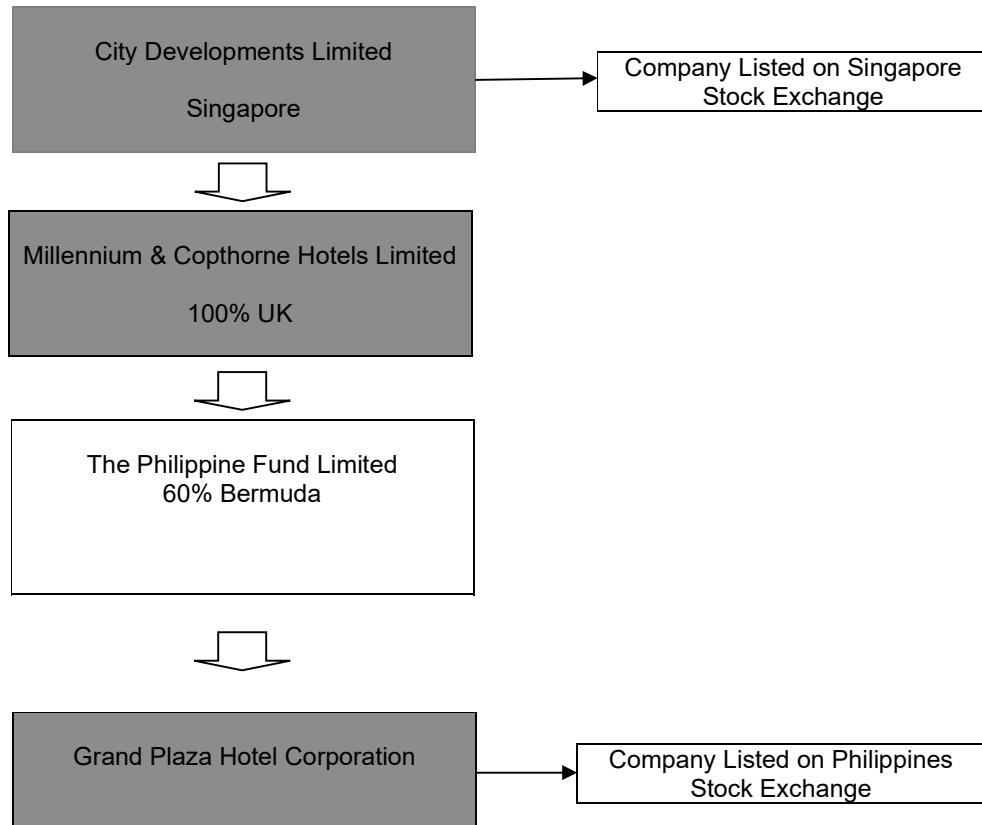 City Developments Limited
Singapore
Company Listed on Singapore
Stock Exchange
Millennium & Copthorne Hotels Limited
100% UK
The Philippine Fund Limited
60% Bermuda
Grand Plaza Hotel Corporation
Company Listed on Philippines
Stock Exchange